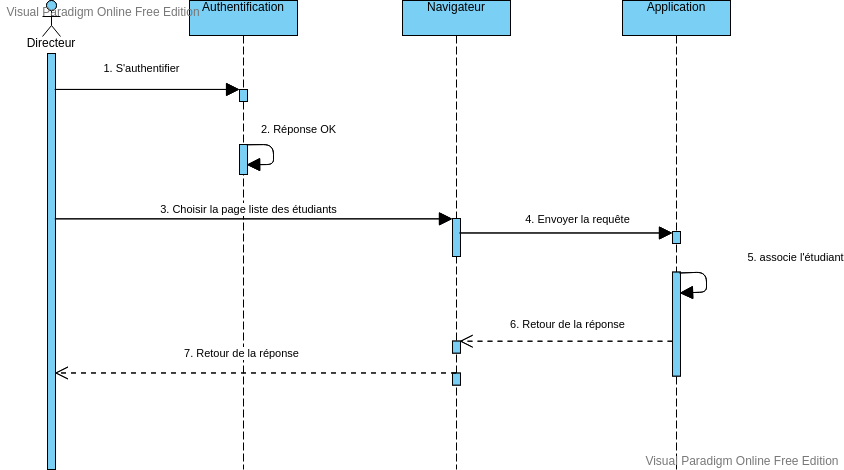 Visual Paradigm Online Free Edition
Authentification
Navigateur
Application
Directeur
1. S'authentifier
2. Réponse OK
3. Choisir la page liste des étudiants
4. Envoyer la requête
5. associe l'étudiant
6. Retour de la réponse
7. Retour de la réponse
Visual Paradigm Online Free Edition